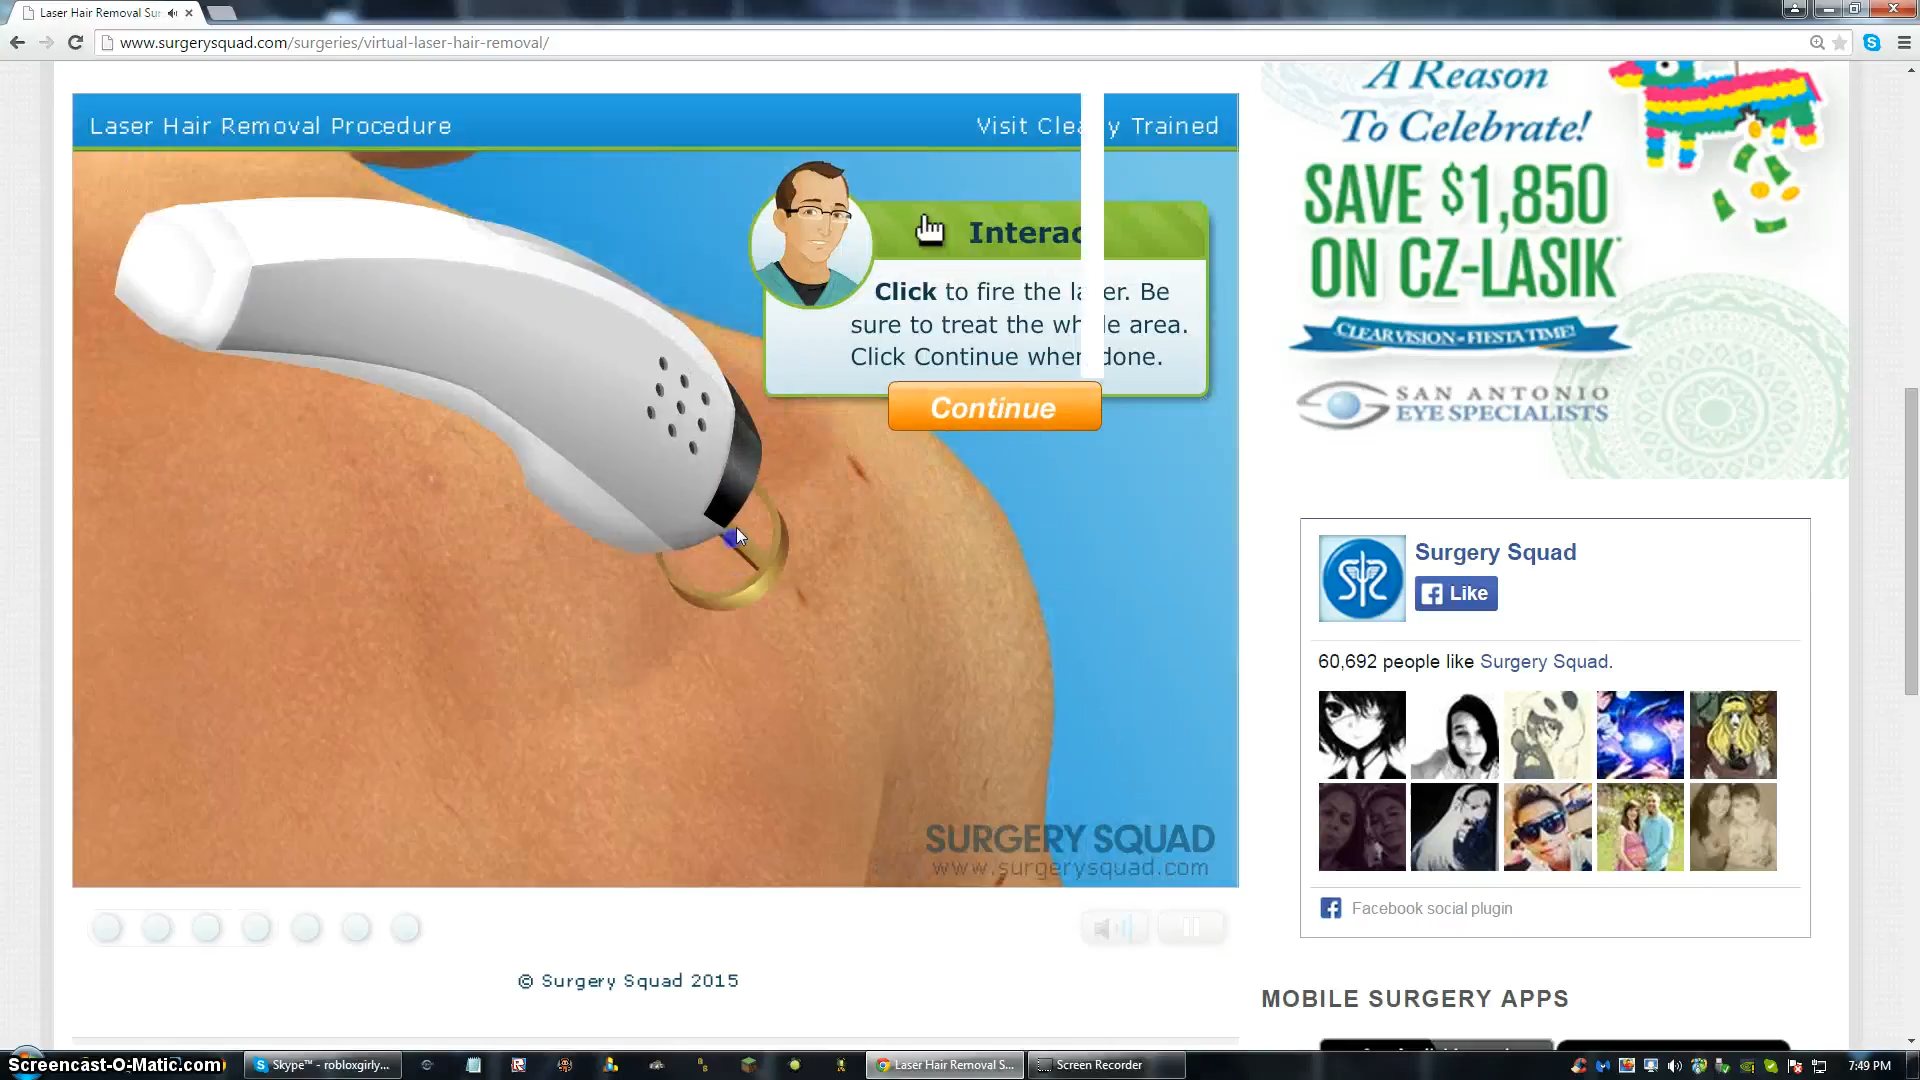 Laser Hair Removal Su
www.surgerysquad.com/surgeries/virtual-laser-hair-removal/
Laser Hair Removal Procedure
Visit Clea y Trained
Interac
Click to fire the la er. Be
sure to treat the wh le area.
Click Continue when done.
Continue
SURGERY SQUAD
www.surgerysquad.com
© Surgery Squad 2015
A Reason
To Celebrate!
SAVE $1,850
ON CZ-LASIK
CLEARVISION-FIESTA TIME!
SAN ANTONIO
EYE SPECIALISTS
Surgery Squad
Like
60,692 people like Surgery Squad.
Facebook social plugin
MOBILE SURGERY APPS
Screencast-O-Matic.com
Skype™ - robloxgirly...
Laser Hair Removal S...
Screen Recorder
7:49 PM